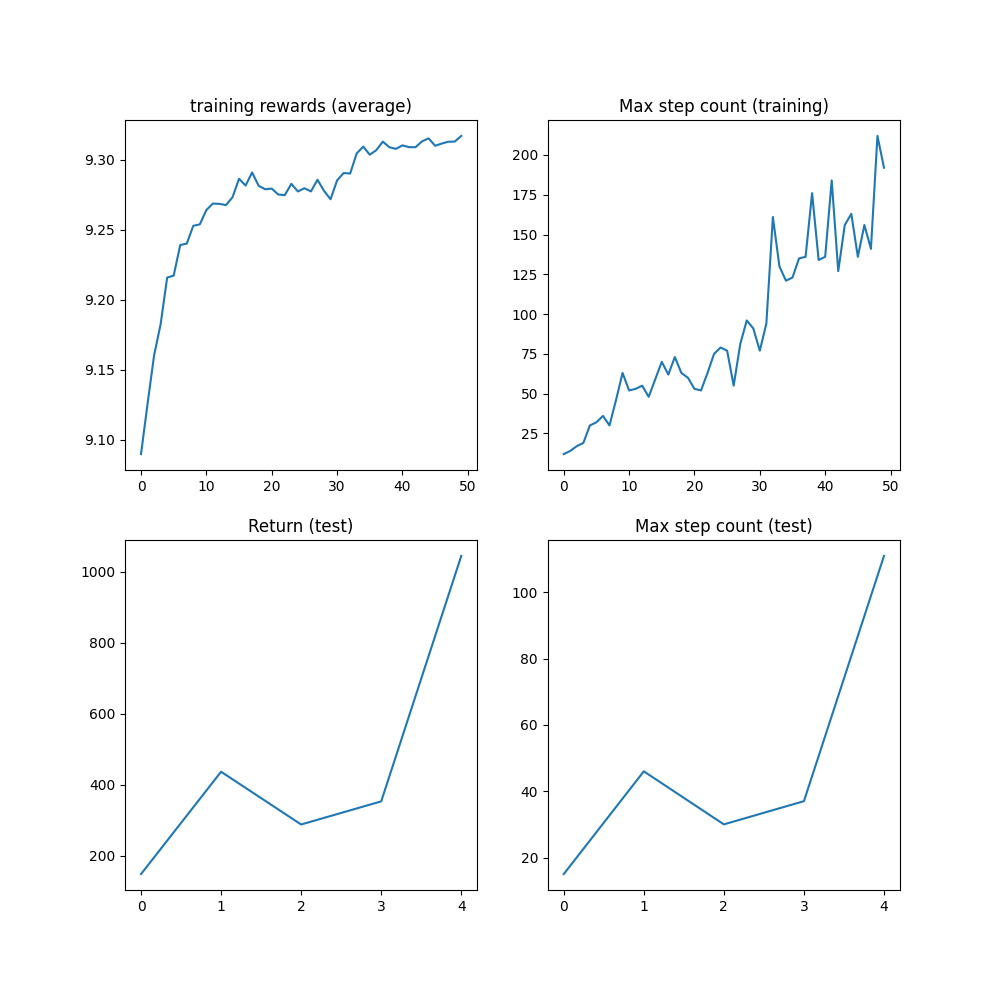 training rewards (average)
9.30
9.25
9.20
9.15
9.10
0 10 20 30 40 50
Max step count (training)
200
175
150
125
100
75
50
25
0 10 20 30 40 50
Return (test)
1000
800
600
400
200
0 1 2 3 4
Max step count (test)
100
80
60
40
20
0 1 2 3 4